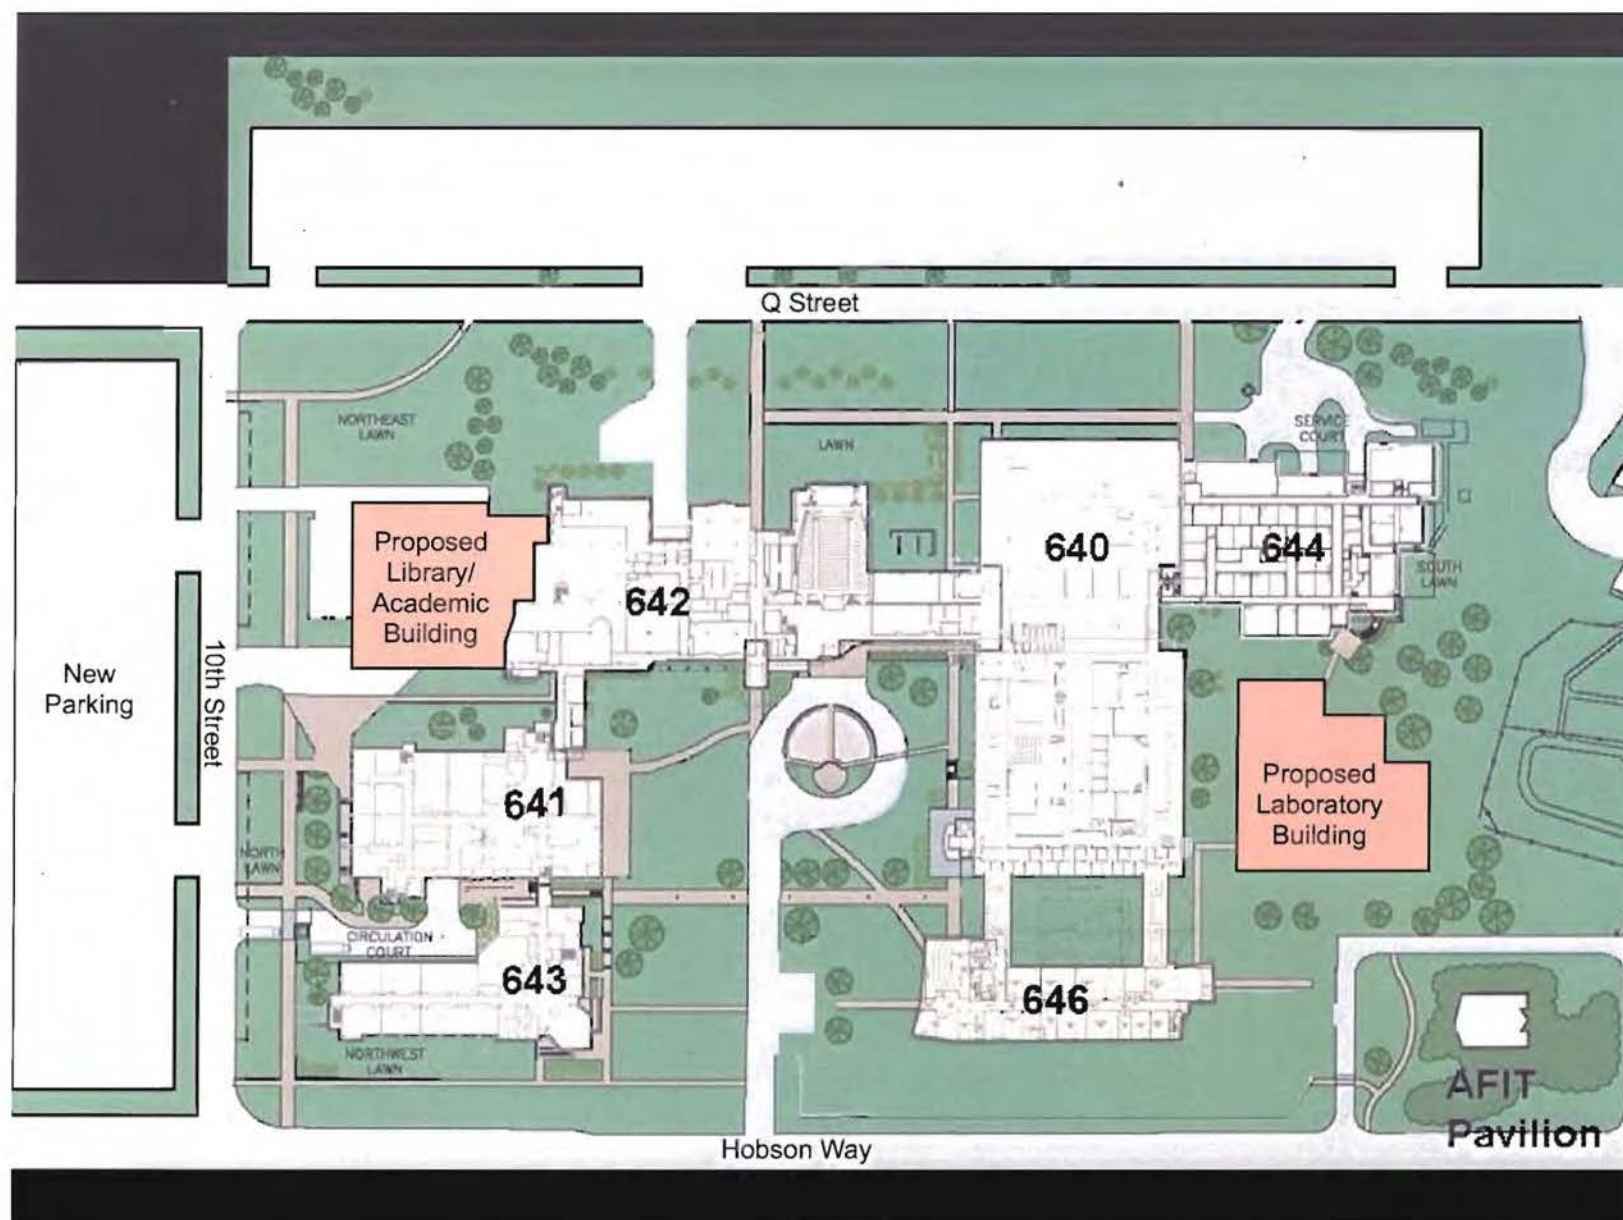 Q Street
NORTHEAST
LAWN
LAWN
SERVICE
COURT
Proposed
Library/
Academic
Building
642
640
644
SOUTH
LAWN
New
Parking
10th Street
641
Proposed
Laboratory
Building
NORTH
LAWN
CIRCULATION
COURT
643
646
NORTHWEST
LAWN
AFIT
Pavilion
Hobson Way